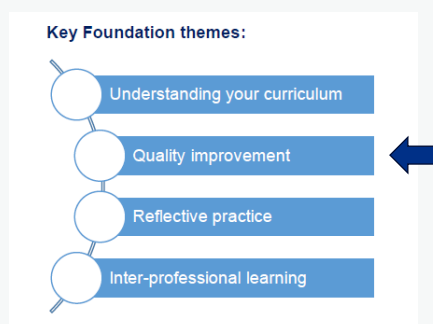 Key Foundation themes:
Understanding your curriculum
Quality improvement
Reflective practice
Inter-professional learning